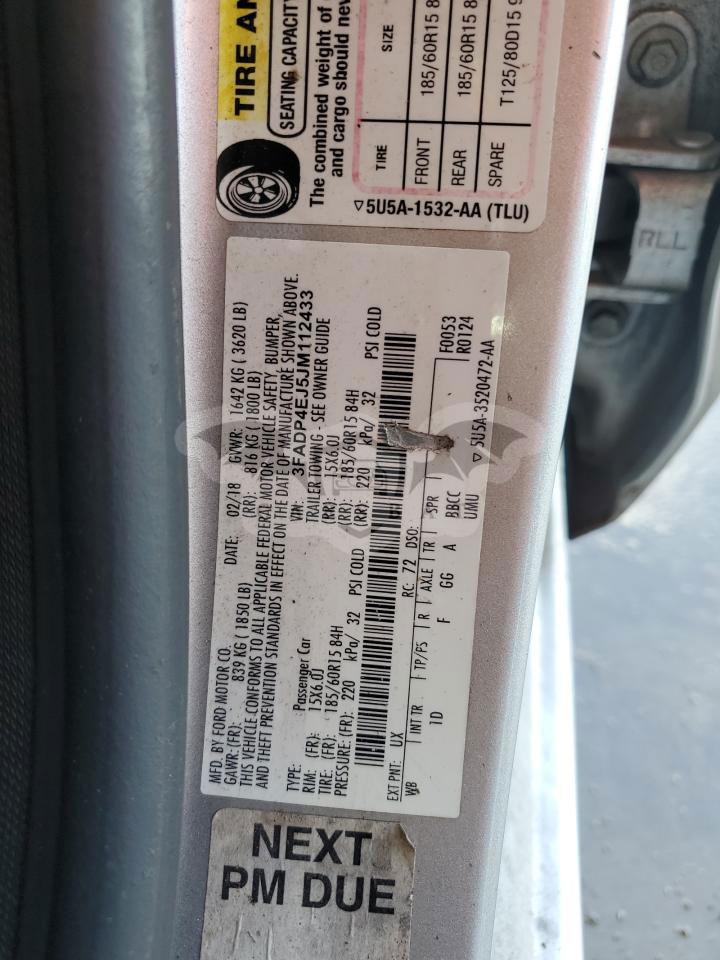 TIRE AN
SEATING CAPACITY
The combined weight of
and cargo should nev
TIRE SIZE
FRONT 185/60R15 8
REAR 185/60R15 8
SPARE T125/80D15 9
▽5U5A-1532-AA (TLU)
MFD. BY FORD MOTOR CO.
DATE: 02/18 GVWR: 1642 KG ( 3620 LB)
GAWR: (FR): 839 KG ( 1850 LB) (RR): 816 KG ( 1800 LB)
THIS VEHICLE CONFORMS TO ALL APPLICABLE FEDERAL MOTOR VEHICLE SAFETY, BUMPER,
AND THEFT PREVENTION STANDARDS IN EFFECT ON THE DATE OF MANUFACTURE SHOWN ABOVE.
VIN: 3FADP4EJ5JM112433
TYPE: Passenger Car TRAILER TOWING - SEE OWNER GUIDE
RIM: (FR): 15X6.0J (RR): 15X6.0J
TIRE: (FR): 185/60R15 84H (RR): 185/60R15 84H
PRESSURE: (FR): 220 kPa/ 32 PSI COLD (RR): 220 kPa/ 32 PSI COLD
EXT PNT: UX RC: 72 DSO: F0053
WB INT TR TP/PS R AXLE TR SPR R0124
1D F GG A BBCC
UMU
▽5U5A-3520472-AA
RLL
NEXT
PM DUE